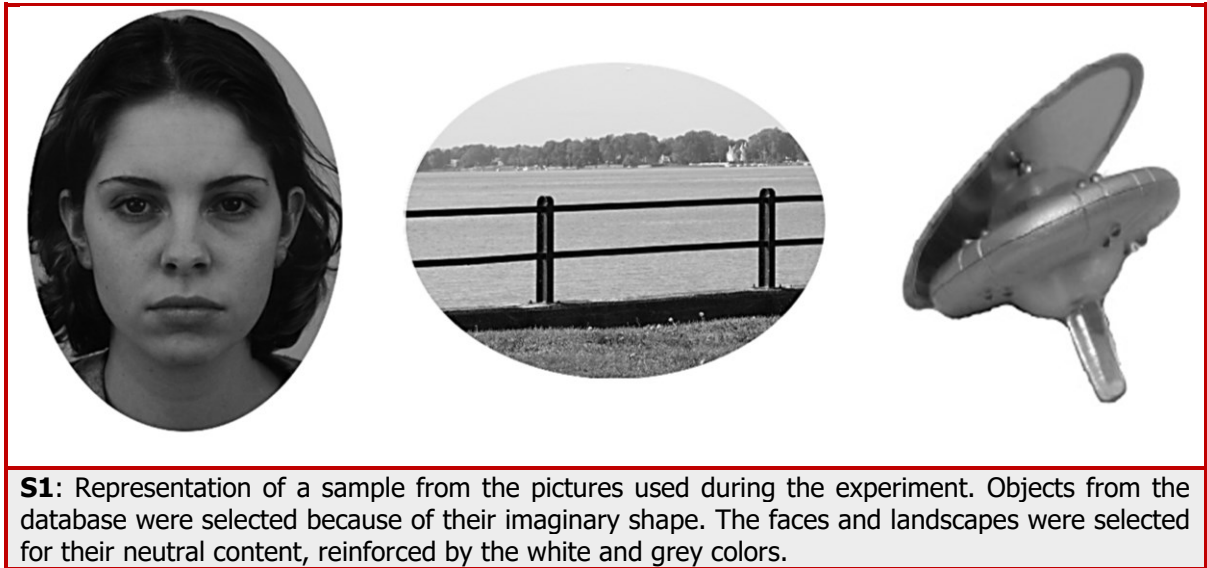 S1: Representation of a sample from the pictures used during the experiment. Objects from the
database were selected because of their imaginary shape. The faces and landscapes were selected
for their neutral content, reinforced by the white and grey colors.